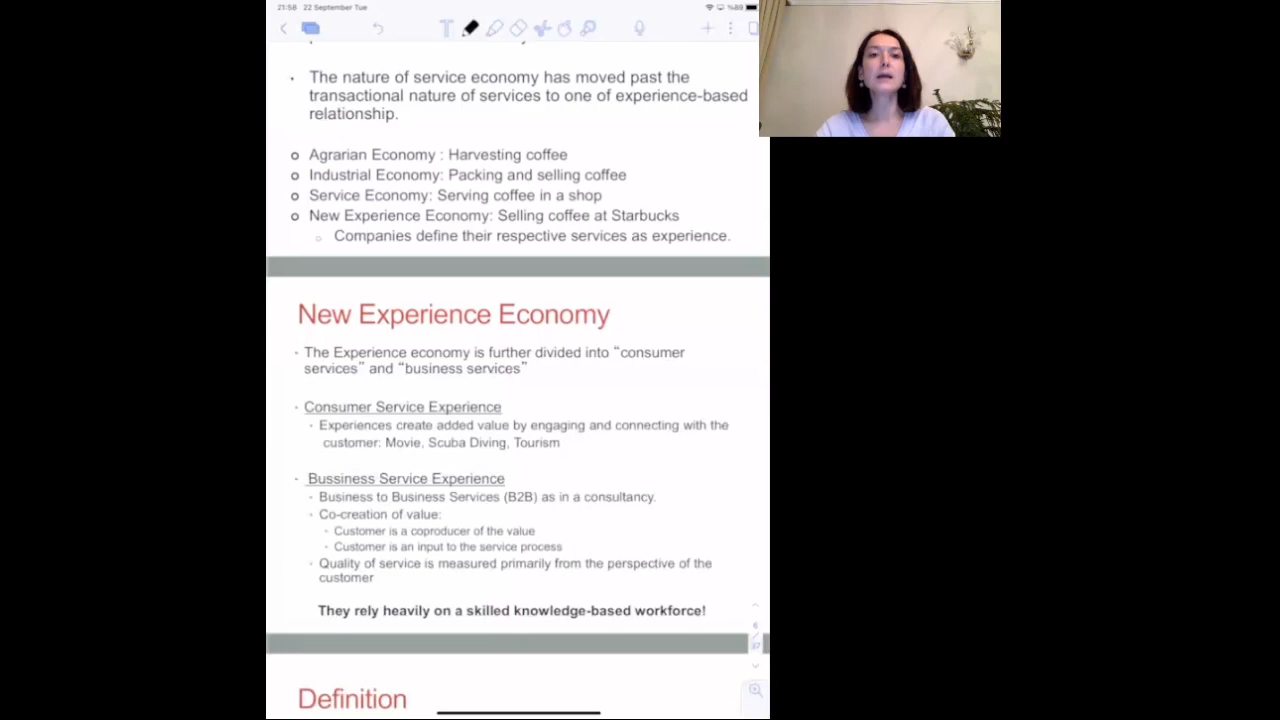 21:58 22 September Tue
%89
• The nature of service economy has moved past the
transactional nature of services to one of experience-based
relationship.
o Agrarian Economy : Harvesting coffee
o Industrial Economy: Packing and selling coffee
o Service Economy: Serving coffee in a shop
o New Experience Economy: Selling coffee at Starbucks
o Companies define their respective services as experience.
New Experience Economy
• The Experience economy is further divided into “consumer
services” and “business services”
• Consumer Service Experience
• Experiences create added value by engaging and connecting with the
customer: Movie, Scuba Diving, Tourism
• Bussiness Service Experience
• Business to Business Services (B2B) as in a consultancy.
• Co-creation of value:
• Customer is a coproducer of the value
• Customer is an input to the service process
• Quality of service is measured primarily from the perspective of the
customer
They rely heavily on a skilled knowledge-based workforce!
6
/
37
Definition